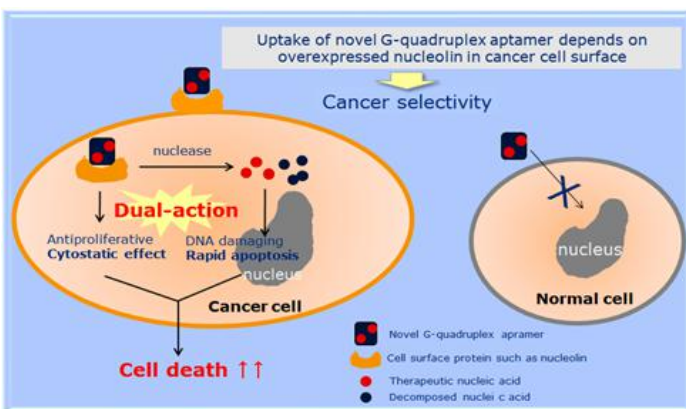 Uptake of novel G-quadruplex aptamer depends on
overexpressed nucleolin in cancer cell surface
Cancer selectivity
nuclease
Dual-action
Antiproliferative
Cytostatic effect
DNA damaging
Rapid apoptosis
nucleus
Cancer cell
Cell death ↑↑
nucleus
Normal cell
Novel G-quadruplex apramer
Cell surface protein such as nucleolin
Therapeutic nucleic acid
Decomposed nuclei c acid